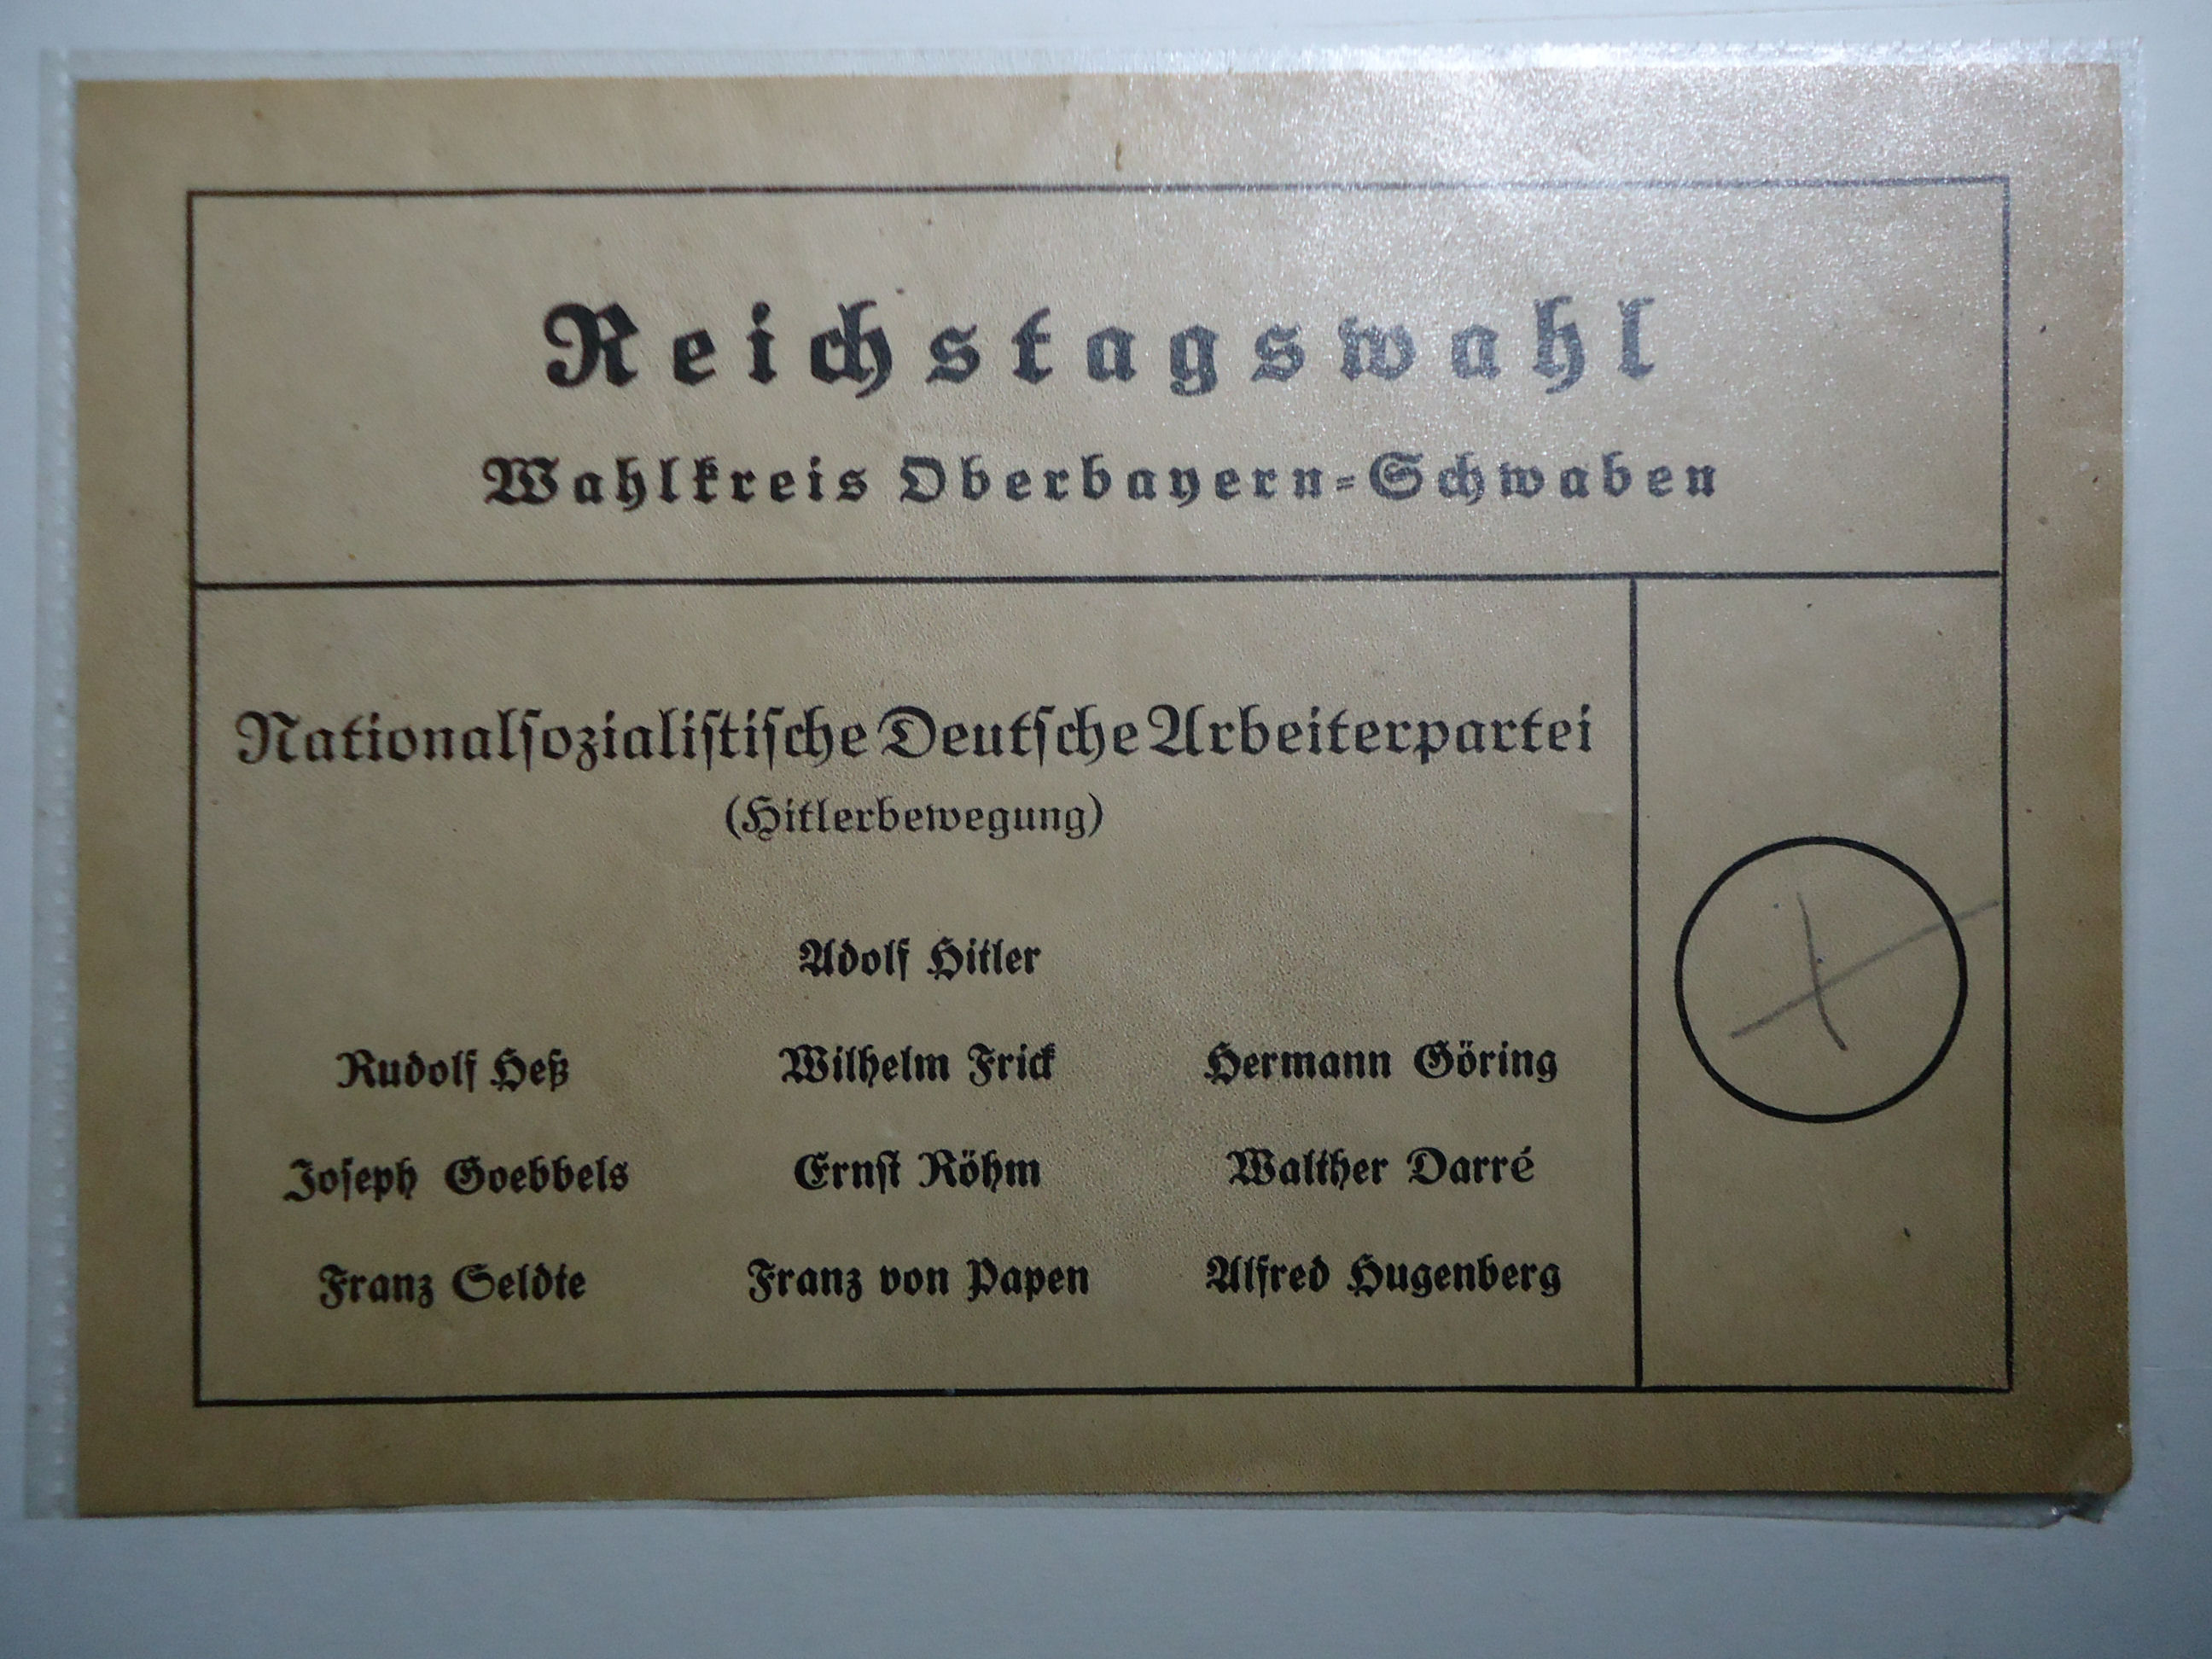 Reichstagswahl
Wahlkreis Oberbayern=Schwaben
Nationalsozialistische Deutsche Arbeiterpartei
(Hitlerbewegung)
Adolf Hitler
Rudolf Heß Wilhelm Frick Hermann Göring
Joseph Goebbels Ernst Röhm Walther Darré
Franz Seldte Franz von Papen Alfred Hugenberg